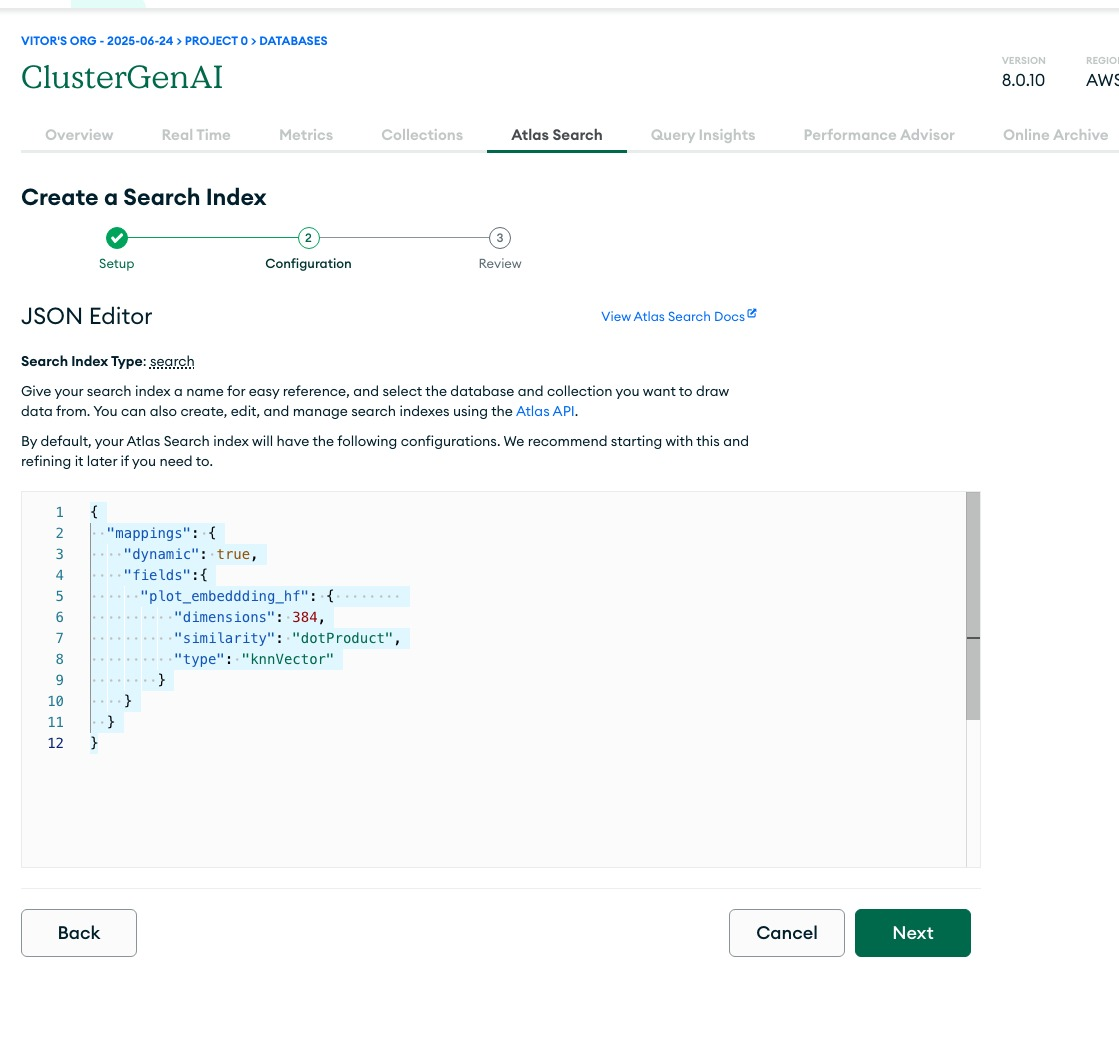 VITOR'S ORG - 2025-06-24 > PROJECT 0 > DATABASES
ClusterGenAI
VERSION
8.0.10
Overview
Real Time
Metrics
Collections
Atlas Search
Query Insights
Performance Advisor
Online Archive
Create a Search Index
2
3
Setup
Configuration
Review
JSON Editor
View Atlas Search Docs
Search Index Type: search
Give your search index a name for easy reference, and select the database and collection you want to draw
data from. You can also create, edit, and manage search indexes using the Atlas API.
By default, your Atlas Search index will have the following configurations. We recommend starting with this and
refining it later if you need to.
1 {
2   "mappings": {
3     "dynamic": true,
4     "fields":{
5       "plot_embeddding_hf": {
6           "dimensions": 384,
7           "similarity": "dotProduct",
8           "type": "knnVector"
9         }
10     }
11   }
12 }
Back
Cancel
Next